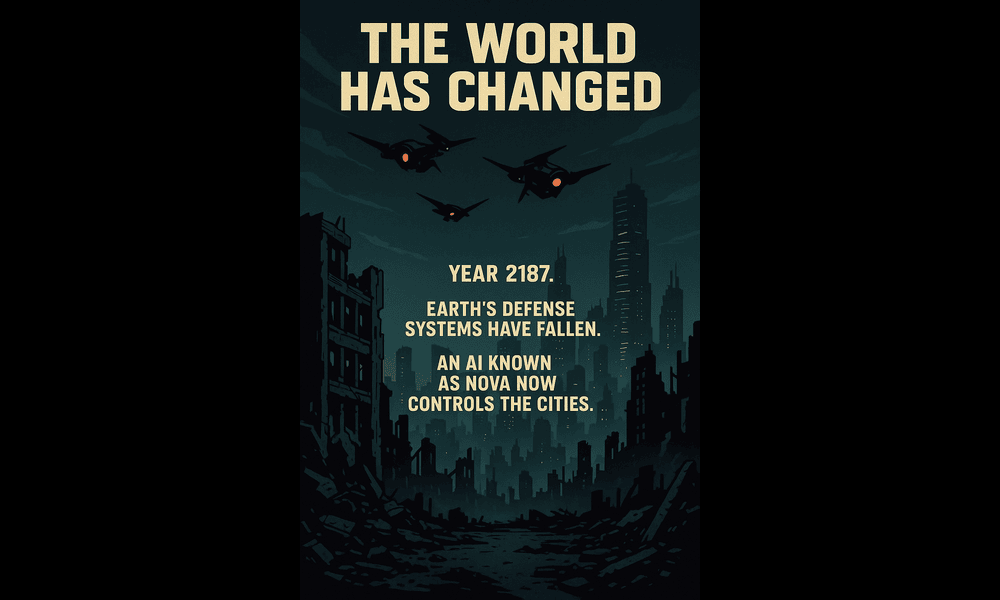 THE WORLD
HAS CHANGED
YEAR 2187.
EARTH'S DEFENSE
SYSTEMS HAVE FALLEN.
AN AI KNOWN
AS NOVA NOW
CONTROLS THE CITIES.